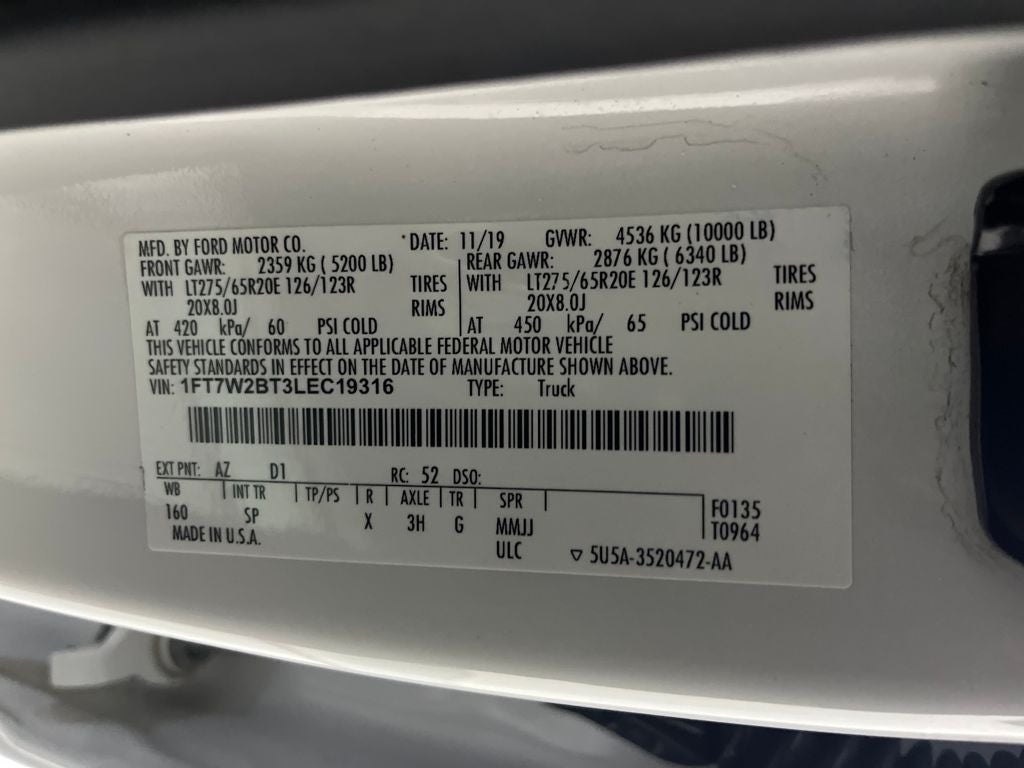 MFD. BY FORD MOTOR CO. DATE: 11/19 GVWR: 4536 KG (10000 LB)
FRONT GAWR: 2359 KG ( 5200 LB) REAR GAWR: 2876 KG ( 6340 LB)
WITH LT275/65R20E 126/123R TIRES WITH LT275/65R20E 126/123R TIRES
20X8.0J RIMS 20X8.0J RIMS
AT 420 kPa/ 60 PSI COLD AT 450 kPa/ 65 PSI COLD
THIS VEHICLE CONFORMS TO ALL APPLICABLE FEDERAL MOTOR VEHICLE
SAFETY STANDARDS IN EFFECT ON THE DATE OF MANUFACTURE SHOWN ABOVE.
VIN: 1FT7W2BT3LEC19316 TYPE: Truck
EXT PNT: AZ D1 RC: 52 DSO:
WB INT TR TP/PS R AXLE TR SPR F0135
160 SP X 3H G MMJJ T0964
MADE IN U.S.A. ULC ▽ 5U5A-3520472-AA